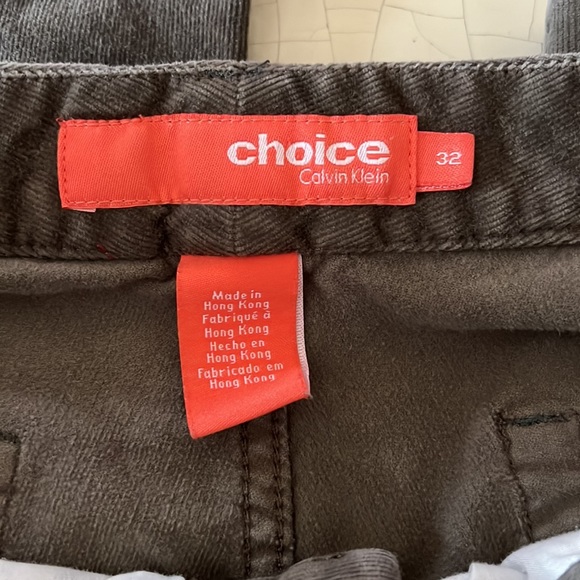 choice
Calvin Klein
32
Made in
Hong Kong
Fabriqué à
Hong Kong
Hecho en
Hong Kong
Fabricado em
Hong Kong